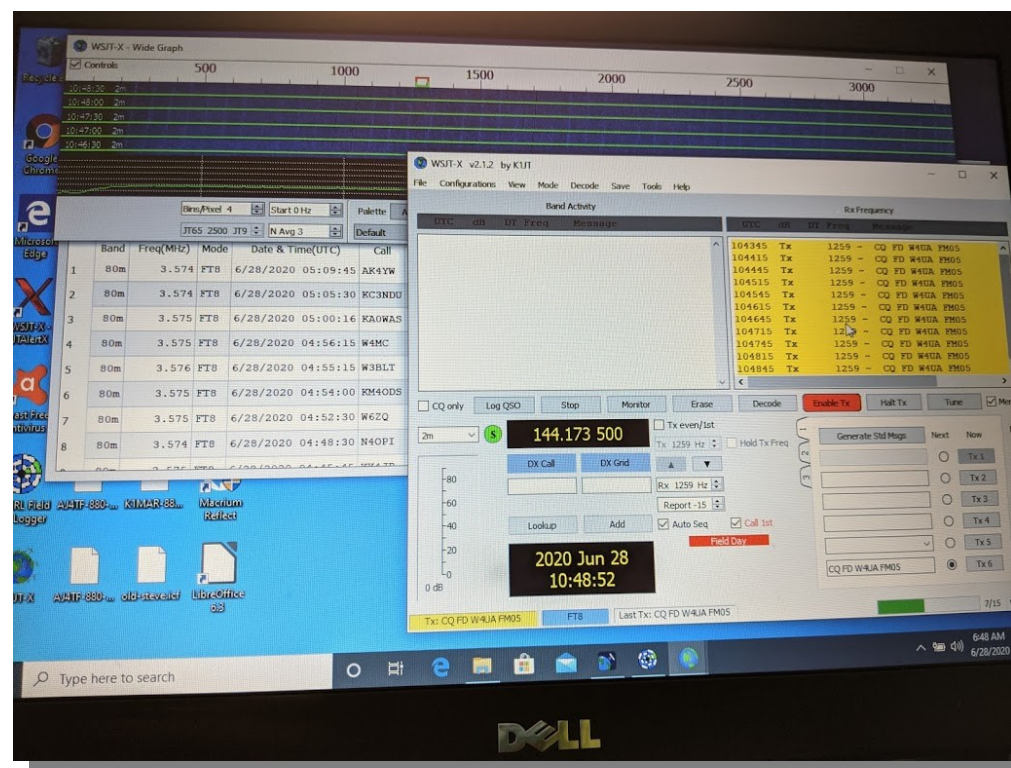 WSJT-X - Wide Graph
Controls 500 1000 1500 2000 2500 3000
10:48:30 2m
10:48:00 2m
10:47:30 2m
10:47:00 2m
10:46:30 2m
Google Chrome
Microsoft Edge
Bins/Pixel 4 Start 0 Hz Palette
JT65 2500 JT9 N Avg 3 Default
Band Freq(MHz) Mode Date & Time(UTC) Call
1 80m 3.574 FT8 6/28/2020 05:09:45 AK4YW
2 80m 3.574 FT8 6/28/2020 05:05:30 KC3NDU
3 80m 3.575 FT8 6/28/2020 05:00:16 KA0WAS
4 80m 3.575 FT8 6/28/2020 04:56:15 W4MC
5 80m 3.576 FT8 6/28/2020 04:55:15 W3BLT
6 80m 3.575 FT8 6/28/2020 04:54:00 KM4ODS
7 80m 3.575 FT8 6/28/2020 04:52:30 W6ZQ
8 80m 3.574 FT8 6/28/2020 04:48:30 N4OPI
WSJT-X v2.1.2 by K1JT
File Configurations View Mode Decode Save Tools Help
Band Activity Rx Frequency
UTC dB DT Freq Message UTC dB DT Freq Message
104345 Tx 1259 ~ CQ FD W4UA FM05
104415 Tx 1259 ~ CQ FD W4UA FM05
104445 Tx 1259 ~ CQ FD W4UA FM05
104515 Tx 1259 ~ CQ FD W4UA FM05
104545 Tx 1259 ~ CQ FD W4UA FM05
104615 Tx 1259 ~ CQ FD W4UA FM05
104645 Tx 1259 ~ CQ FD W4UA FM05
104715 Tx 1259 ~ CQ FD W4UA FM05
104745 Tx 1259 ~ CQ FD W4UA FM05
104815 Tx 1259 ~ CQ FD W4UA FM05
104845 Tx 1259 ~ CQ FD W4UA FM05
CQ only Log QSO Stop Monitor Erase Decode Enable Tx Halt Tx Tune
2m S 144.173 500 Tx even/1st
Tx 1259 Hz Hold Tx Freq
DX Call DX Grid
Rx 1259 Hz
Report -15
Lookup Add Auto Seq Call 1st
Field Day
2020 Jun 28
10:48:52
-80
-60
-40
-20
0
0 dB
1
2
3
Generate Std Msgs Next Now
Tx 1
Tx 2
Tx 3
Tx 4
Tx 5
CQ FD W4UA FM05 Tx 6
Tx: CQ FD W4UA FM05 FT8 Last Tx: CQ FD W4UA FM05 7/15
Macrium Reflect
LibreOffice 6.3
old-steve.icf
Type here to search
6:48 AM
6/28/2020
DELL